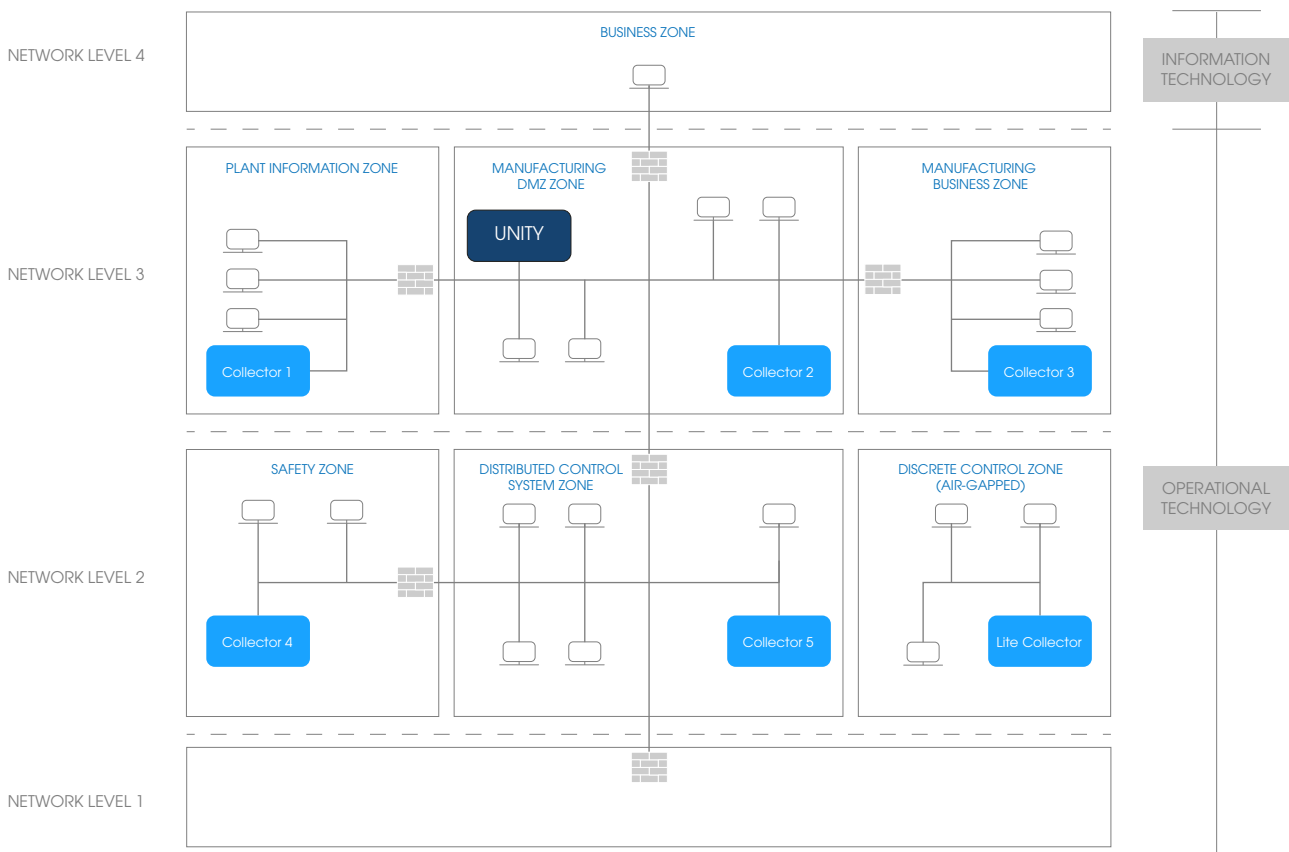 NETWORK LEVEL 4
BUSINESS ZONE
INFORMATION
TECHNOLOGY
NETWORK LEVEL 3
PLANT INFORMATION ZONE
MANUFACTURING
DMZ ZONE
UNITY
MANUFACTURING
BUSINESS ZONE
Collector 1
Collector 2
Collector 3
OPERATIONAL
TECHNOLOGY
NETWORK LEVEL 2
SAFETY ZONE
DISTRIBUTED CONTROL
SYSTEM ZONE
DISCRETE CONTROL ZONE
(AIR-GAPPED)
Collector 4
Collector 5
Lite Collector
NETWORK LEVEL 1